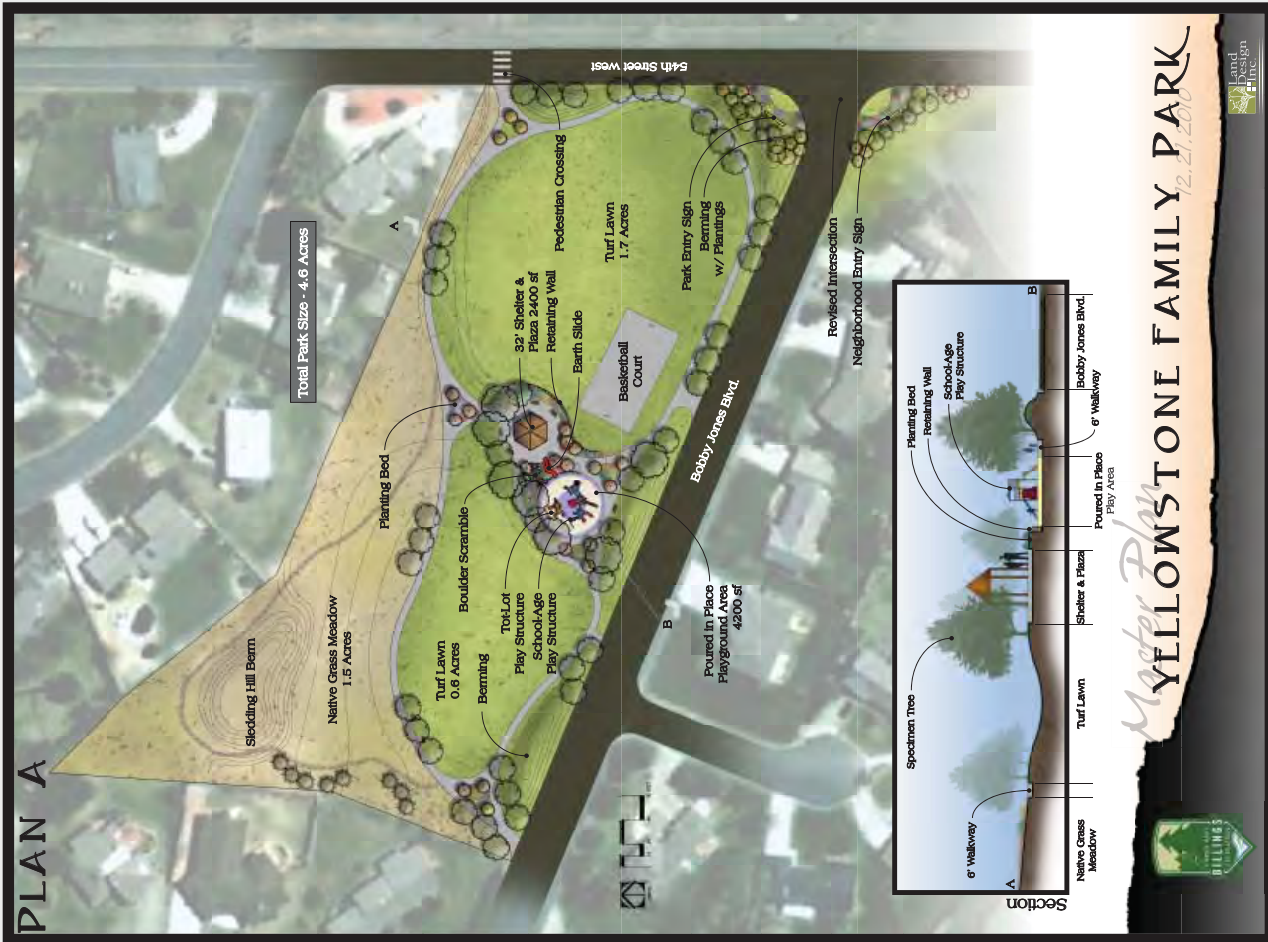 PLAN A
Total Park Size - 4.6 Acres
54th Street West
Pedestrian Crossing
A
Turf Lawn
1.7 Acres
Park Entry Sign
Berming
w/ Plantings
Revised Intersection
Neighborhood Entry Sign
32' Shelter &
Plaza 2400 sf
Retaining Wall
Earth Slide
Basketball
Court
Bobby Jones Blvd.
Planting Bed
Boulder Scramble
Tot-Lot
Play Structure
School-Age
Play Structure
B
Poured In Place
Playground Area
4200 sf
Sledding Hill Berm
Native Grass Meadow
1.5 Acres
Turf Lawn
0.6 Acres
Berming
Section
A
B
Specimen Tree
Planting Bed
Retaining Wall
School-Age
Play Structure
6' Walkway
6' Walkway
Native Grass
Meadow
Turf Lawn
Shelter & Plaza
Poured In Place
Play Area
Bobby Jones Blvd.
Master Plan
YELLOWSTONE FAMILY PARK
12.21.2010
BILLINGS
Land
Design
Inc.